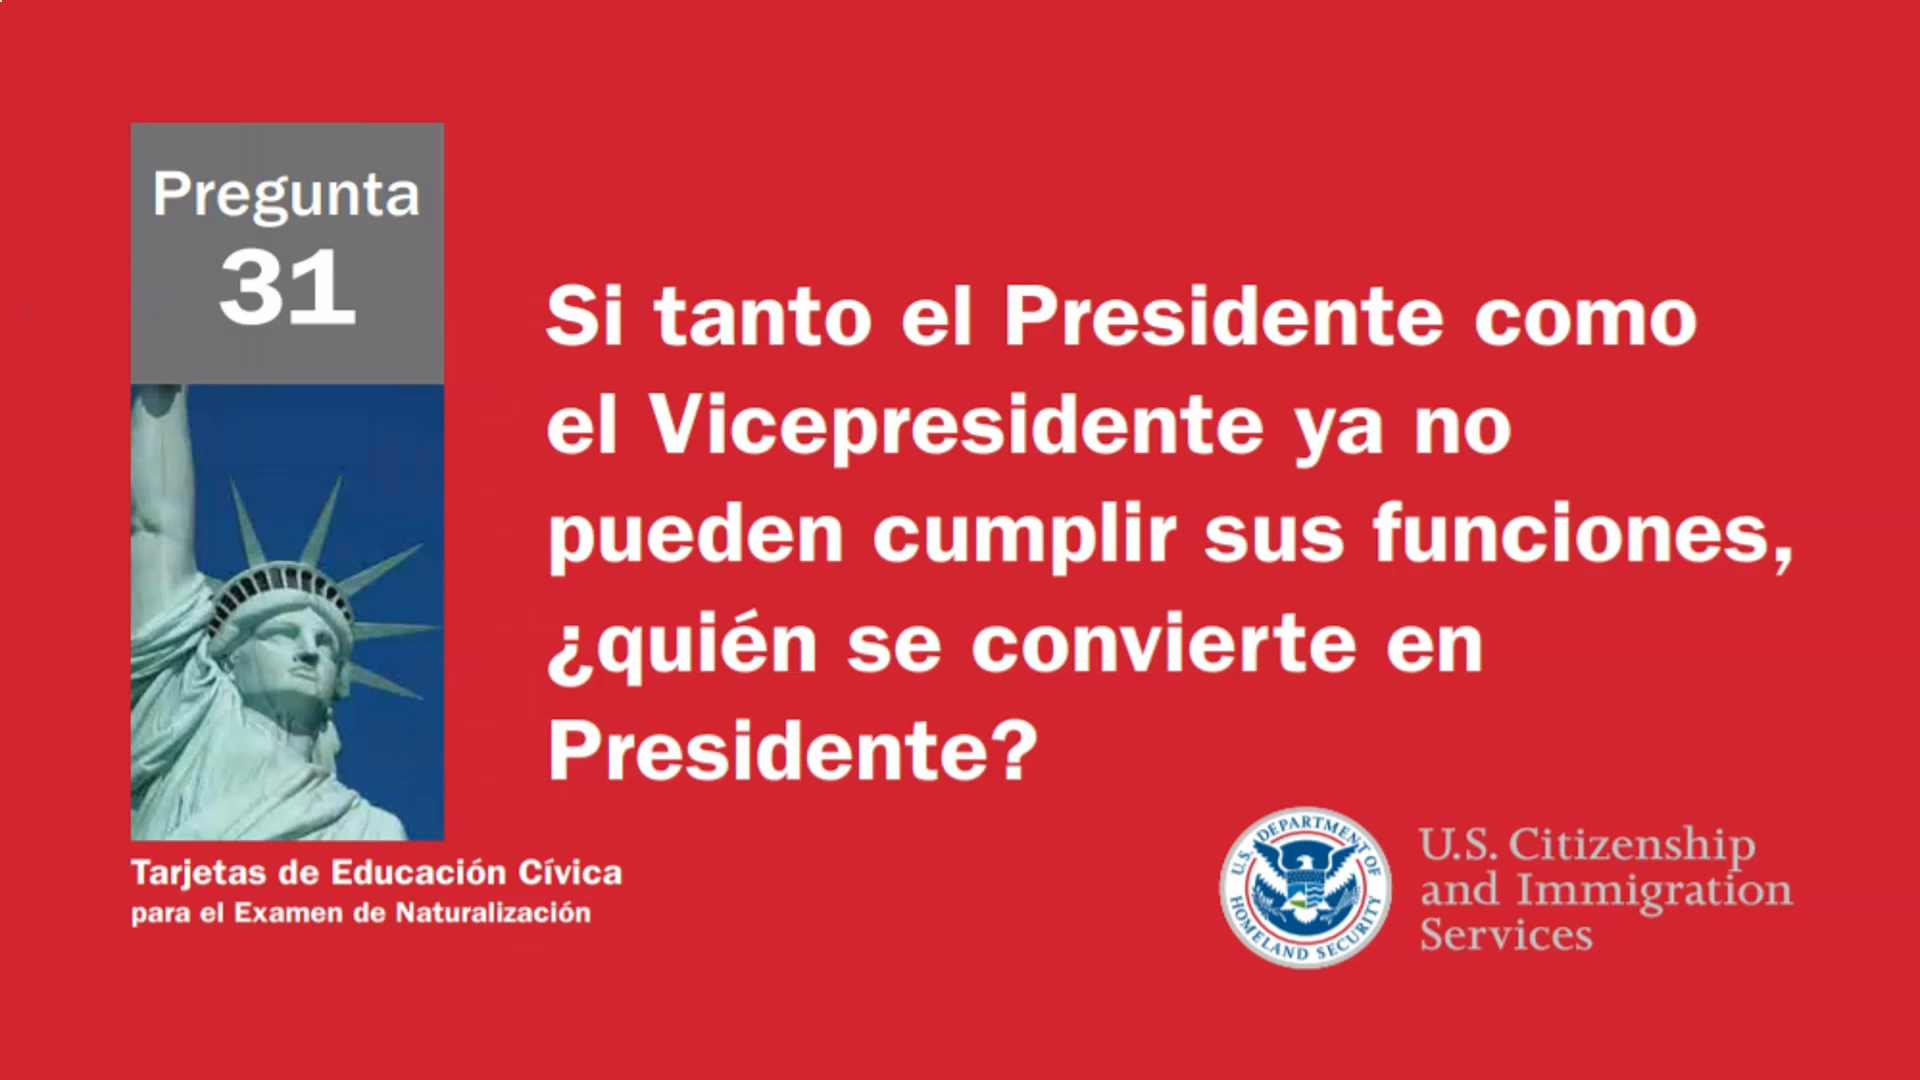 Pregunta
31
Si tanto el Presidente como
el Vicepresidente ya no
pueden cumplir sus funciones,
¿quién se convierte en
Presidente?
Tarjetas de Educación Cívica
para el Examen de Naturalización
U.S. DEPARTMENT OF
HOMELAND SECURITY
U.S. Citizenship
and Immigration
Services